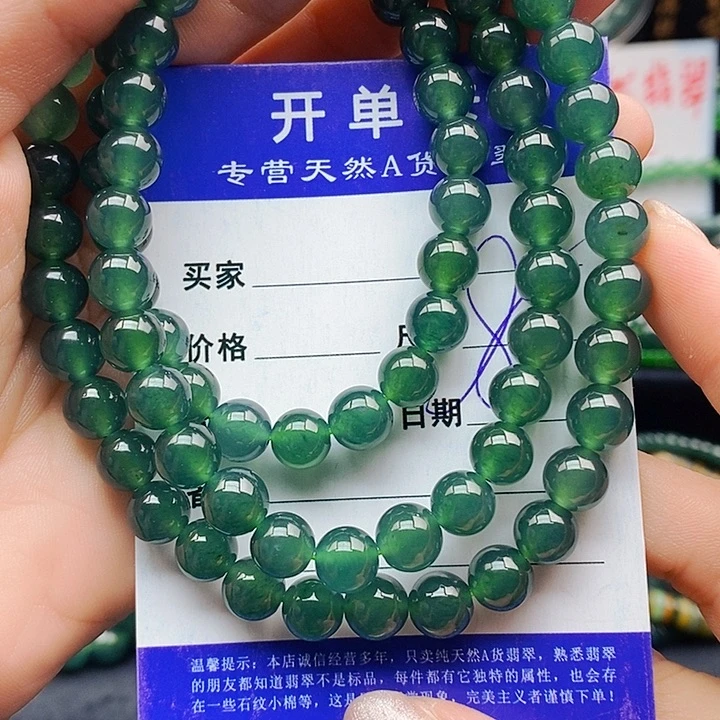 开单
专营天然A货
买家
价格
日期
温馨提示：本店诚信经营多年，只卖纯天然A货翡翠，熟悉翡翠
的朋友都知道翡翠不是标品，每件都有它独特的属性，也会存
在一些石纹小棉等，这是 现象，完美主义者谨慎下单！
翡翠